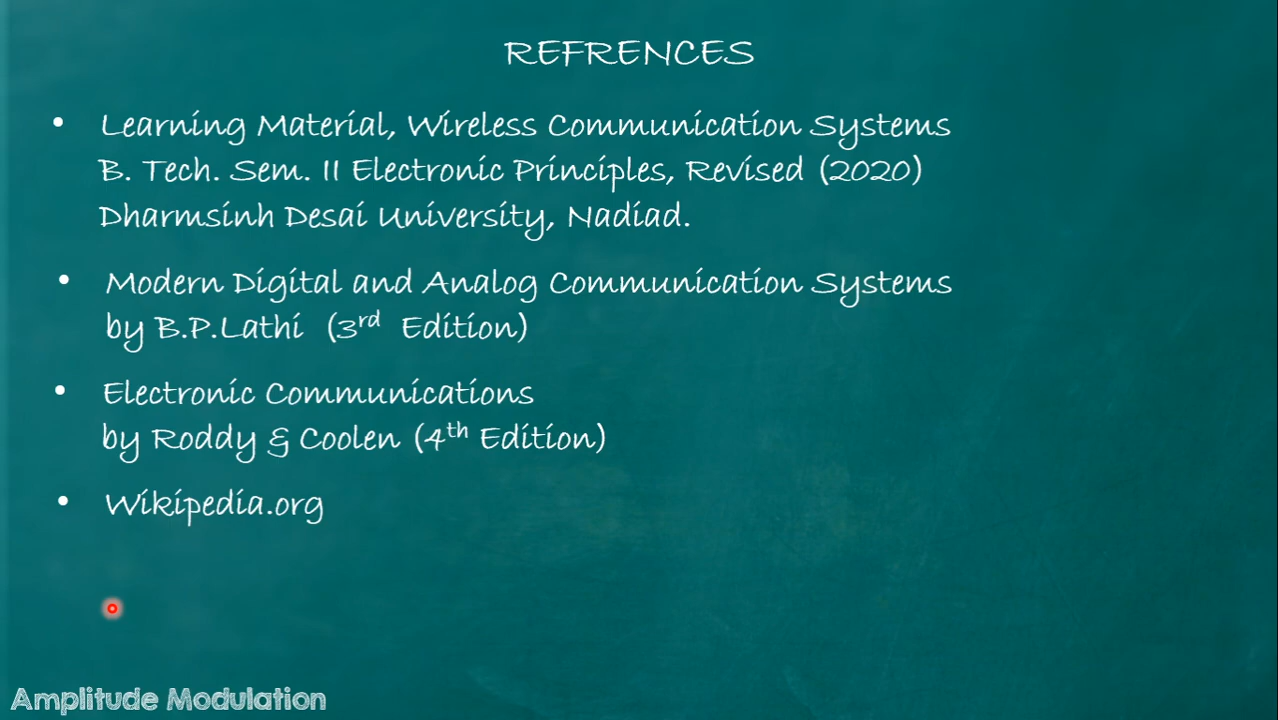 REFRENCES
• Learning Material, Wireless Communication Systems
B. Tech. Sem. II Electronic Principles, Revised (2020)
Dharmsinh Desai University, Nadiad.
• Modern Digital and Analog Communication Systems
by B.P.Lathi (3rd Edition)
• Electronic Communications
by Roddy & Coolen (4th Edition)
• Wikipedia.org
Amplitude Modulation